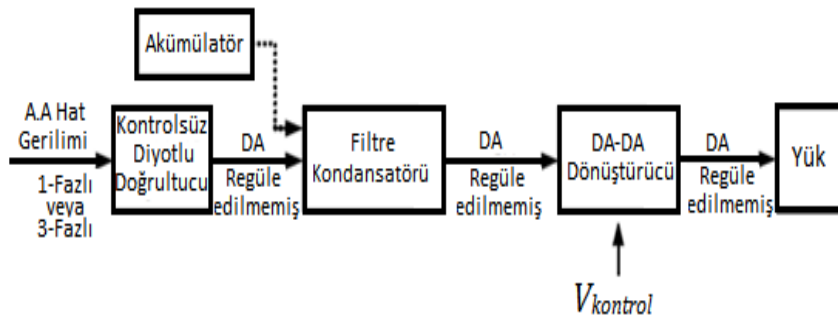 Akümülatör
A.A Hat
Gerilimi
1-Fazlı
veya
3-Fazlı
Kontrolsüz
Diyotlu
Doğrultucu
DA
Regüle
edilmemiş
Filtre
Kondansatörü
DA
Regüle
edilmemiş
DA-DA
Dönüştürücü
DA
Regüle
edilmemiş
Yük
Vkontrol